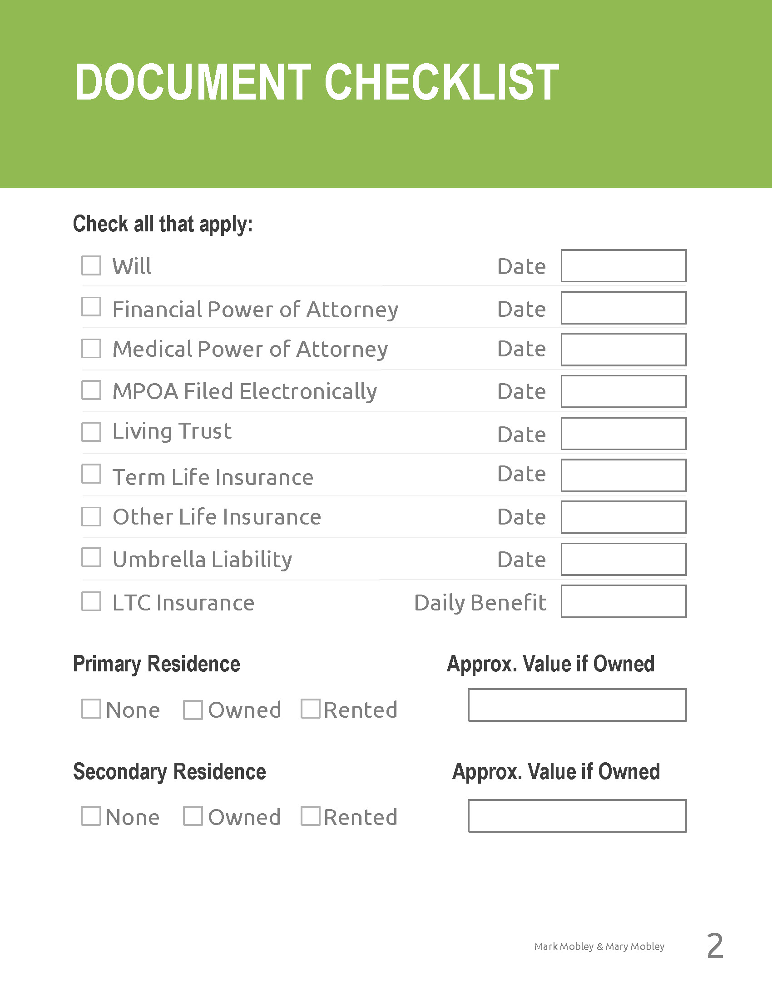 DOCUMENT CHECKLIST
Check all that apply:
Will Date
Financial Power of Attorney Date
Medical Power of Attorney Date
MPOA Filed Electronically Date
Living Trust Date
Term Life Insurance Date
Other Life Insurance Date
Umbrella Liability Date
LTC Insurance Daily Benefit
Primary Residence Approx. Value if Owned
None Owned Rented
Secondary Residence Approx. Value if Owned
None Owned Rented
Mark Mobley & Mary Mobley 2